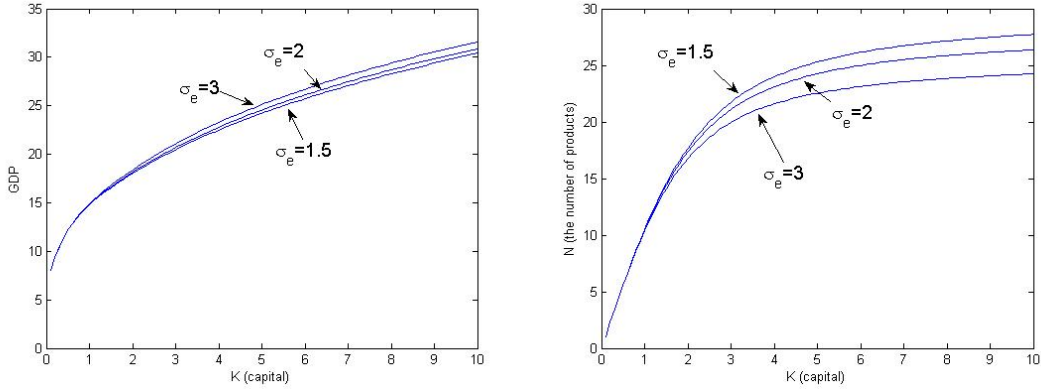 35
30
25
20
15
10
5
0
GDP
σe=2
σe=3
σe=1.5
0 1 2 3 4 5 6 7 8 9 10
K (capital)
30
25
20
15
10
5
0
N (the number of products)
σe=1.5
σe=2
σe=3
0 1 2 3 4 5 6 7 8 9 10
K (capital)